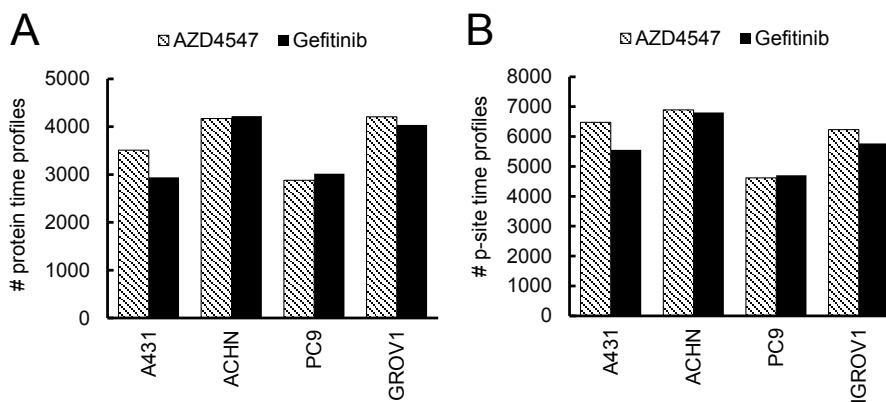 A
AZD4547 Gefitinib
# protein time profiles
5000
4000
3000
2000
1000
0
A431
ACHN
PC9
GROV1
B
AZD4547 Gefitinib
# p-site time profiles
8000
7000
6000
5000
4000
3000
2000
1000
0
A431
ACHN
PC9
IGROV1